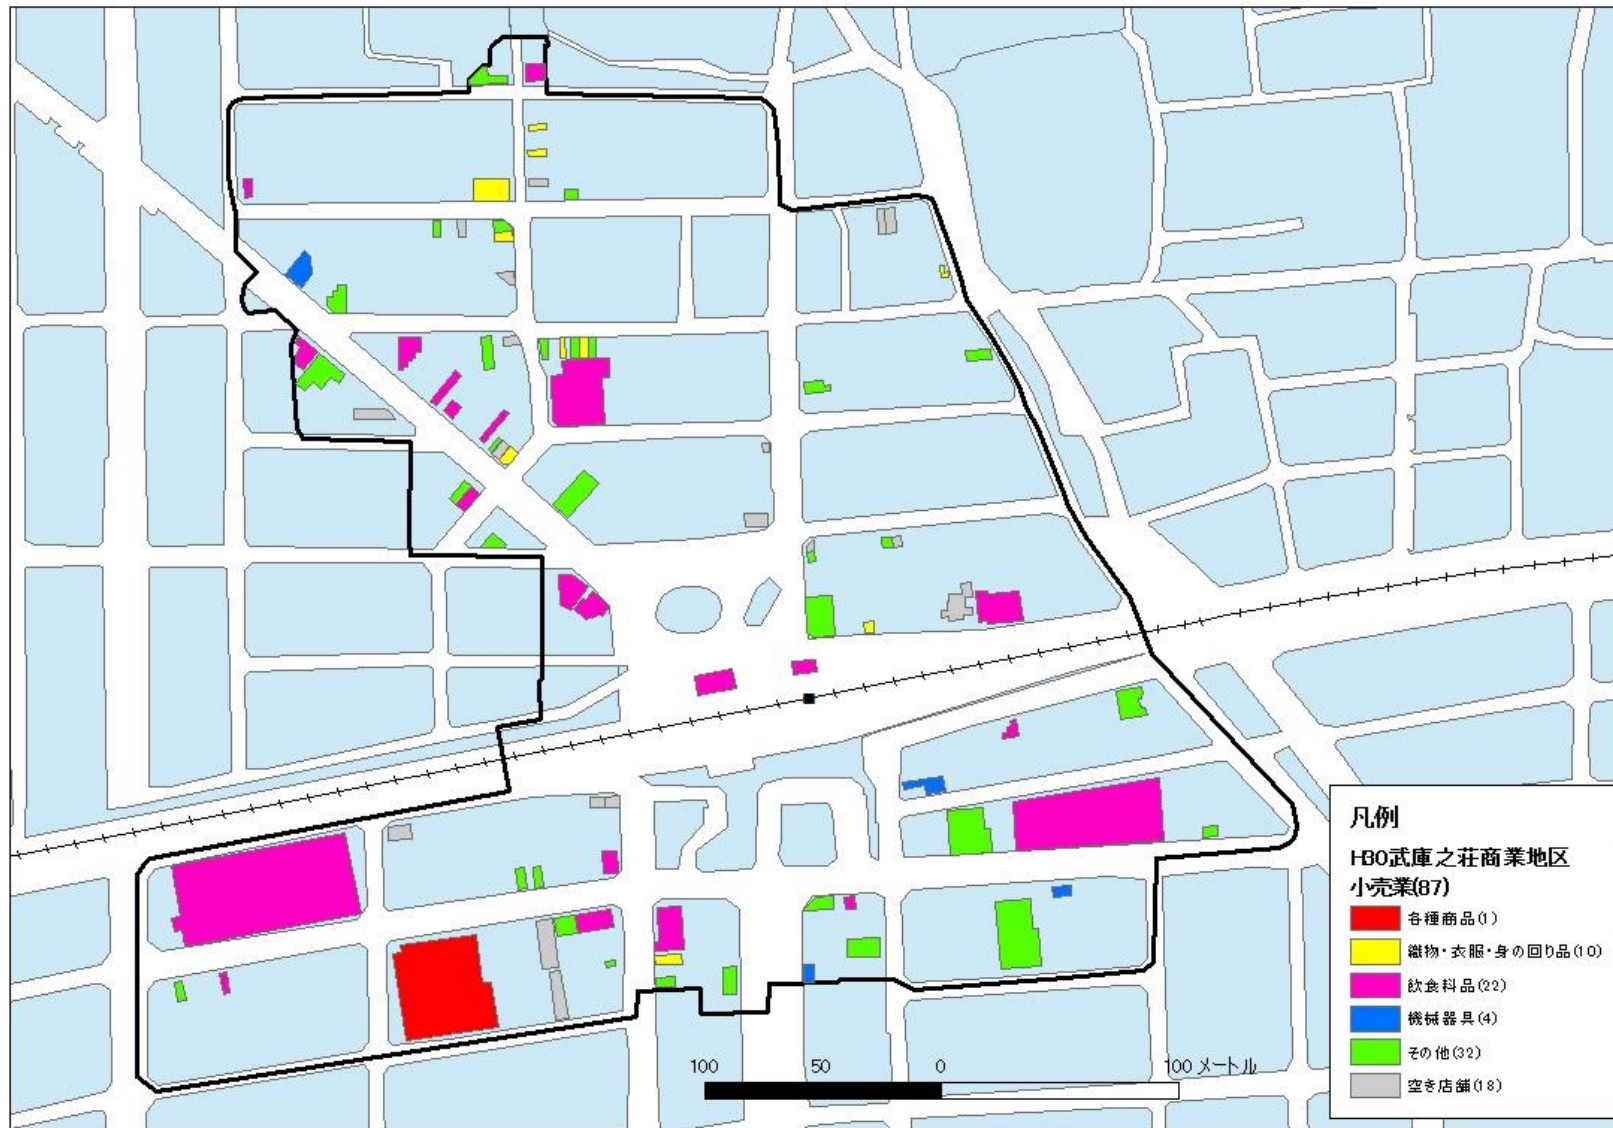 凡例
H30武庫之荘商業地区
小売業(87)
各種商品(1)
織物・衣服・身の回り品(10)
飲食料品(22)
機械器具(4)
その他(32)
空き店舗(18)
100 50 0 100 メートル